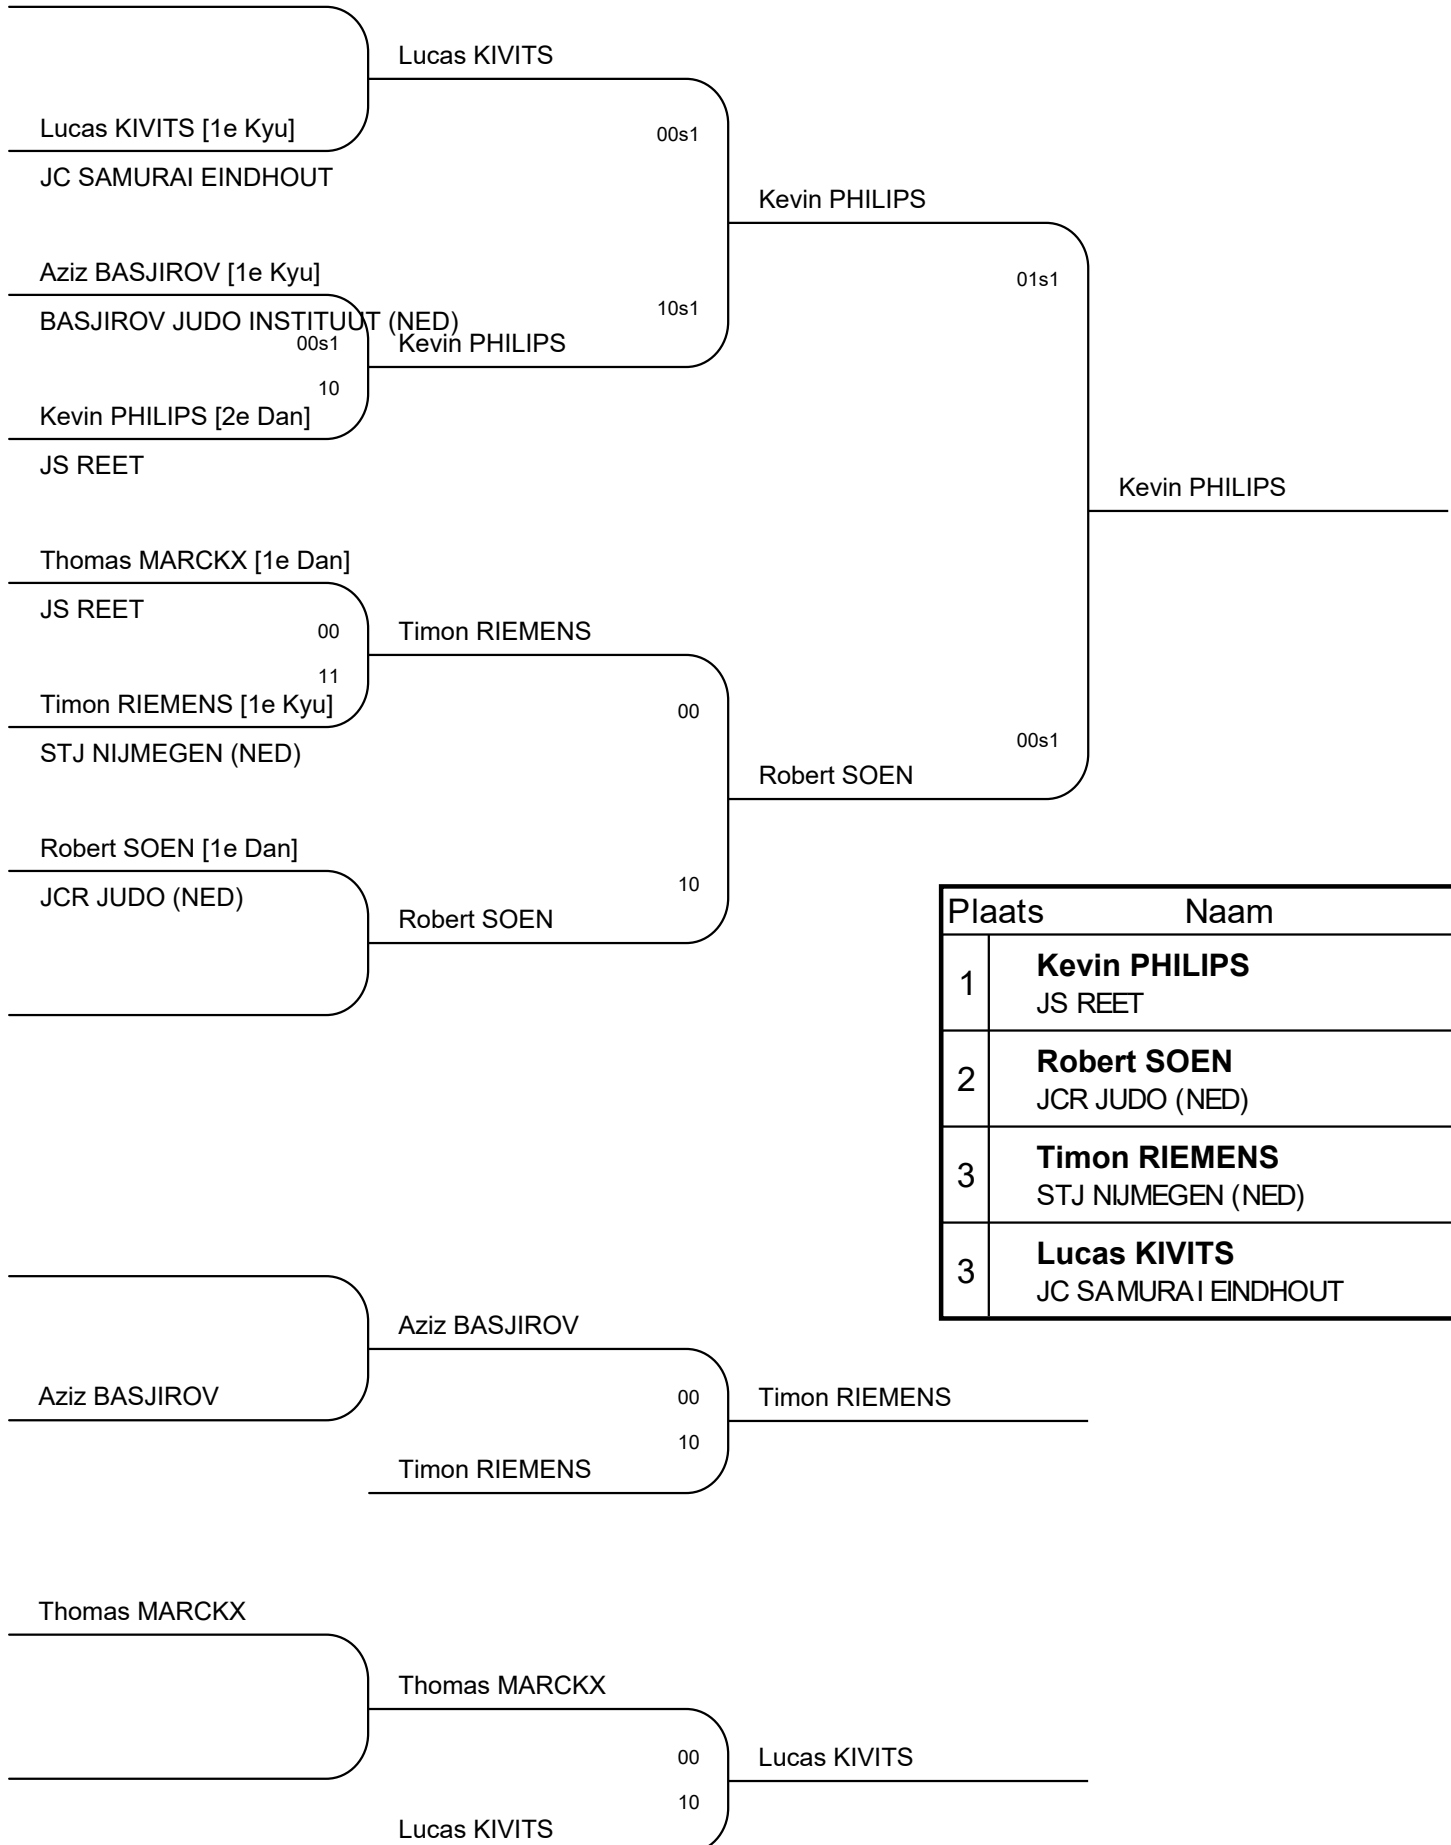 Lucas KIVITS
Lucas KIVITS [1e Kyu]
00s1
JC SAMURAI EINDHOUT
Kevin PHILIPS
Aziz BASJIROV [1e Kyu]
01s1
BASJIROV JUDO INSTITUUT (NED)
10s1
00s1
Kevin PHILIPS
10
Kevin PHILIPS [2e Dan]
JS REET
Kevin PHILIPS
Thomas MARCKX [1e Dan]
JS REET
00
Timon RIEMENS
11
Timon RIEMENS [1e Kyu]
00
STJ NIJMEGEN (NED)
00s1
Robert SOEN
Robert SOEN [1e Dan]
JCR JUDO (NED)
10
Robert SOEN
Plaats Naam
1 Kevin PHILIPS
JS REET
2 Robert SOEN
JCR JUDO (NED)
3 Timon RIEMENS
STJ NIJMEGEN (NED)
3 Lucas KIVITS
JC SAMURAI EINDHOUT
Aziz BASJIROV
Aziz BASJIROV
00
Timon RIEMENS
10
Timon RIEMENS
Thomas MARCKX
Thomas MARCKX
00
Lucas KIVITS
10
Lucas KIVITS